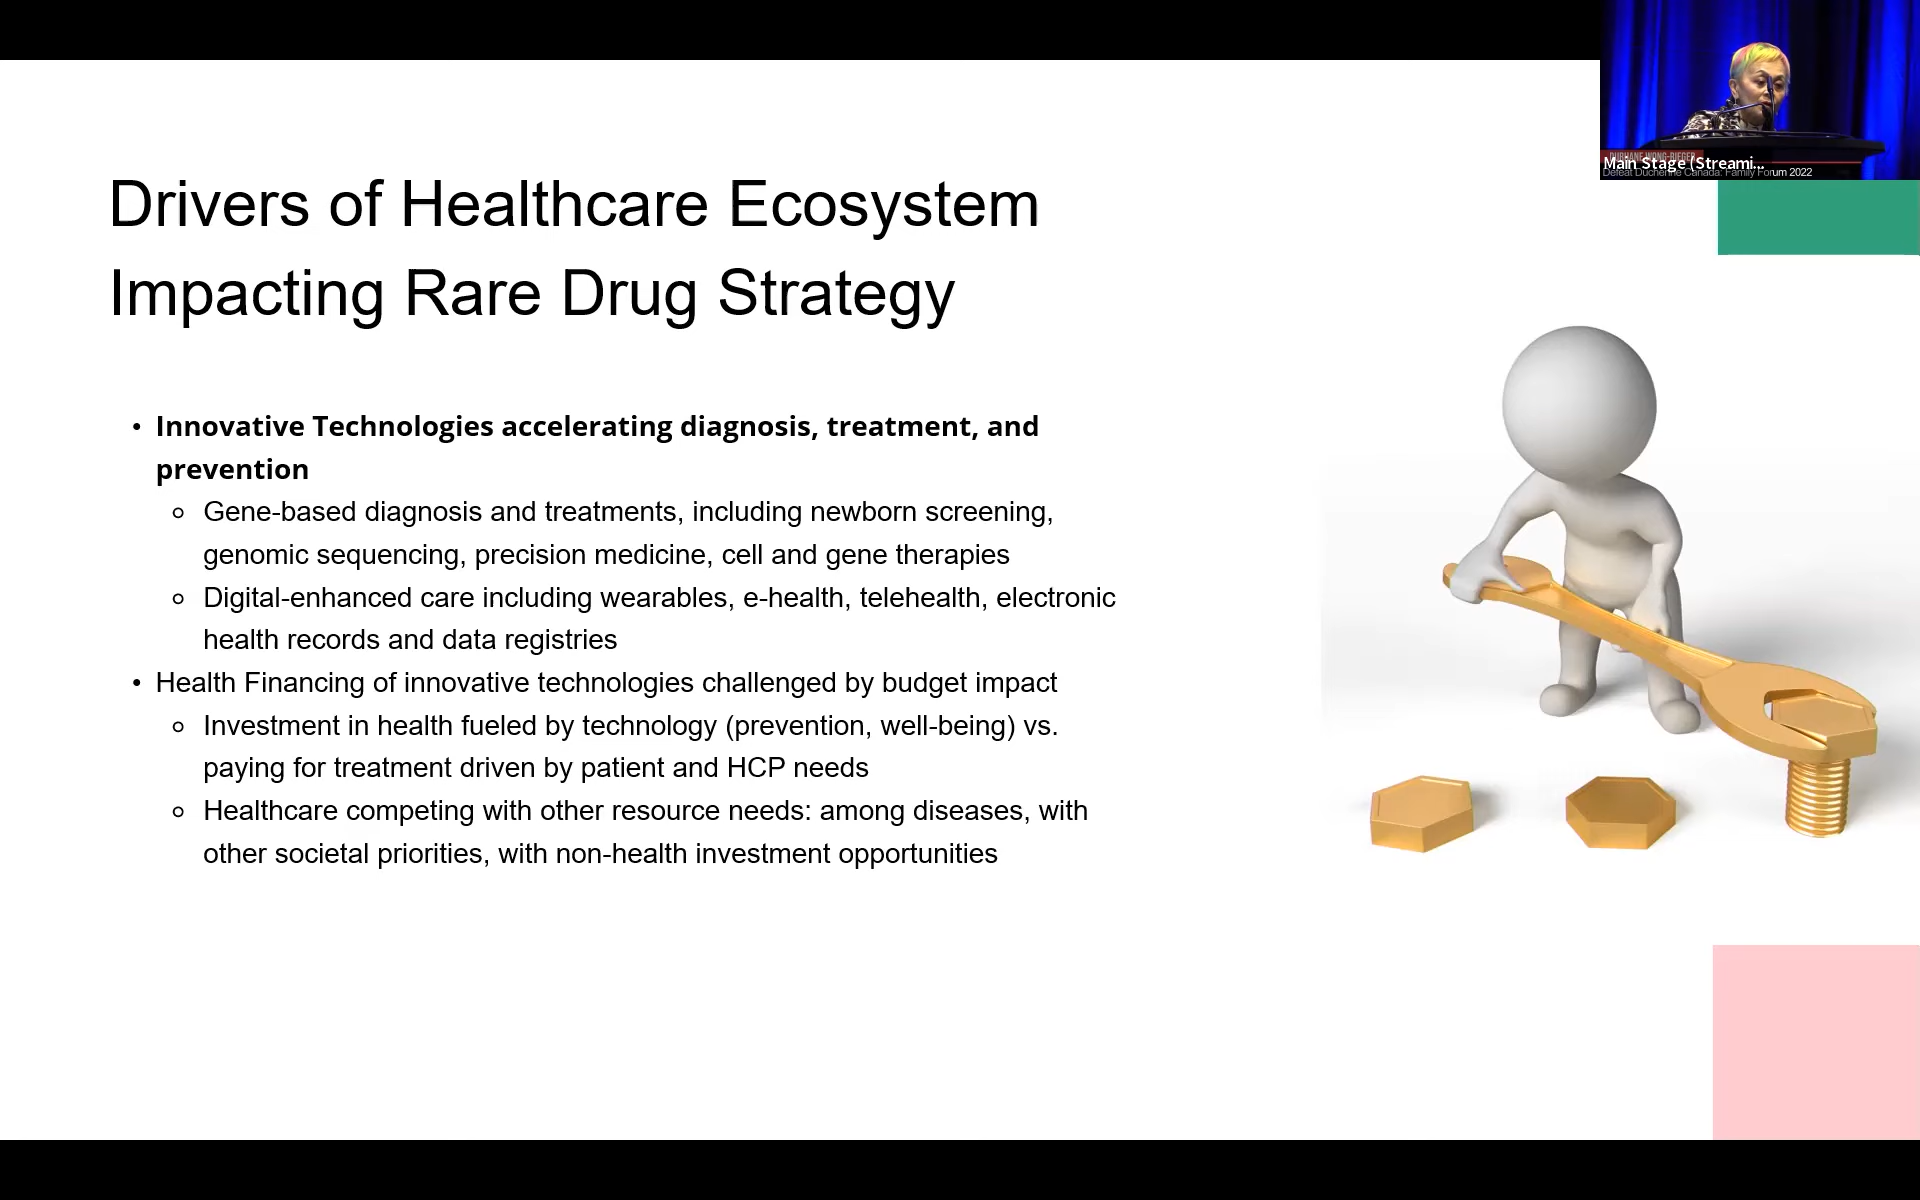 Drivers of Healthcare Ecosystem
Impacting Rare Drug Strategy
• Innovative Technologies accelerating diagnosis, treatment, and
prevention
○ Gene-based diagnosis and treatments, including newborn screening,
genomic sequencing, precision medicine, cell and gene therapies
○ Digital-enhanced care including wearables, e-health, telehealth, electronic
health records and data registries
• Health Financing of innovative technologies challenged by budget impact
○ Investment in health fueled by technology (prevention, well-being) vs.
paying for treatment driven by patient and HCP needs
○ Healthcare competing with other resource needs: among diseases, with
other societal priorities, with non-health investment opportunities
DURHANE WONG-RIEGER
Main Stage (Streami...
Defeat Duchenne Canada: Family Forum 2022